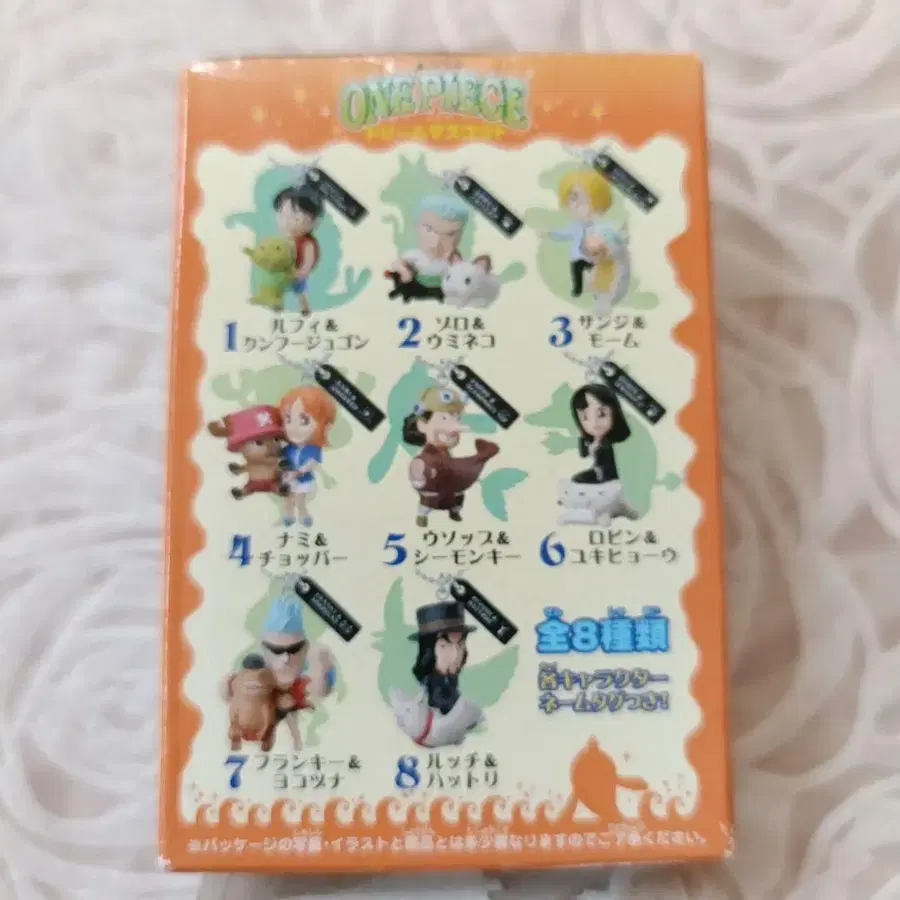 ONE PIECE
ドリームマスコット
1 ルフィ&
クンフージュゴン
2 ゾロ&
ウミネコ
3 サンジ&
モーム
4 ナミ&
チョッパー
5 ウソップ&
シーモンキー
6 ロビン&
ユキヒョーウ
7 フランキー&
ヨコヅナ
8 ルッチ&
ハットリ
全8種類
各キャラクター
ネームタグつき!
※パッケージの写真・イラストと商品とは多少異なりますのでご了承ください。